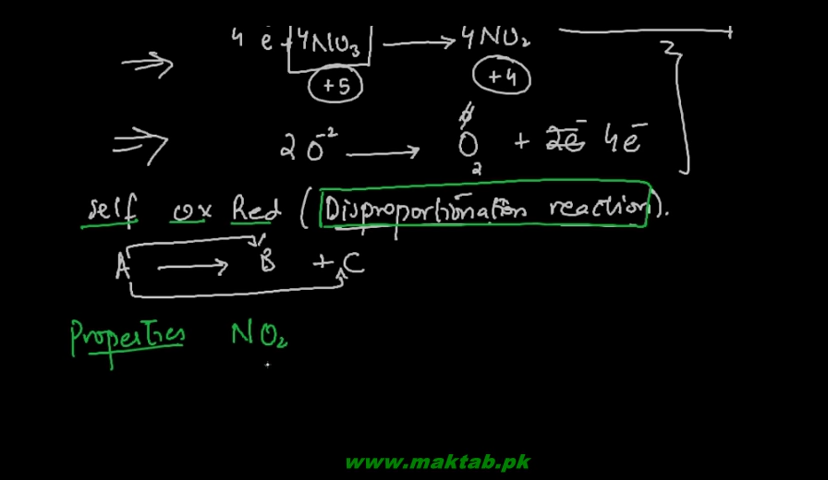 ⇒ 4 e⁻ + 4NO₃ → 4NO₂
+5 +4
⇒ 2O⁻² → O₂ + 2e⁻ 4e⁻
Self ox Red (Disproportionation reaction).
A → B + C
Properties NO₂
www.maktab.pk